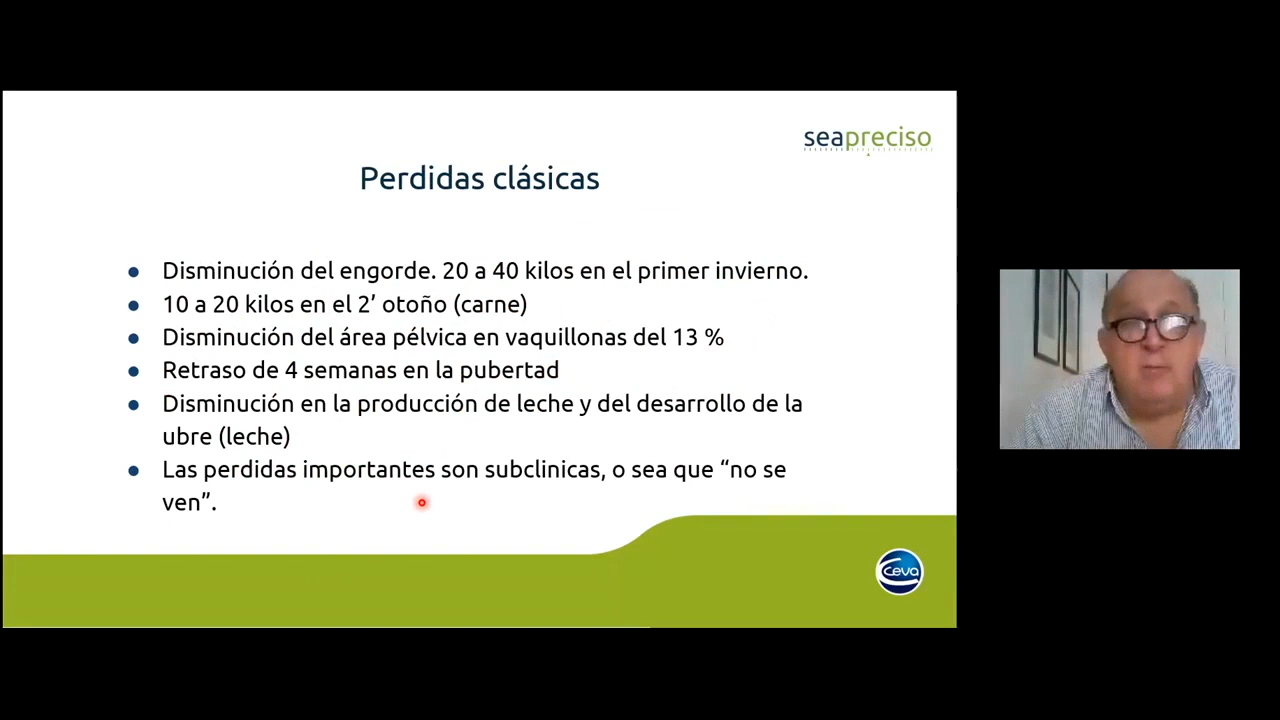 seapreciso
Perdidas clásicas
● Disminución del engorde. 20 a 40 kilos en el primer invierno.
● 10 a 20 kilos en el 2’ otoño (carne)
● Disminución del área pélvica en vaquillonas del 13 %
● Retraso de 4 semanas en la pubertad
● Disminución en la producción de leche y del desarrollo de la
ubre (leche)
● Las perdidas importantes son subclinicas, o sea que “no se
ven”.
ceva